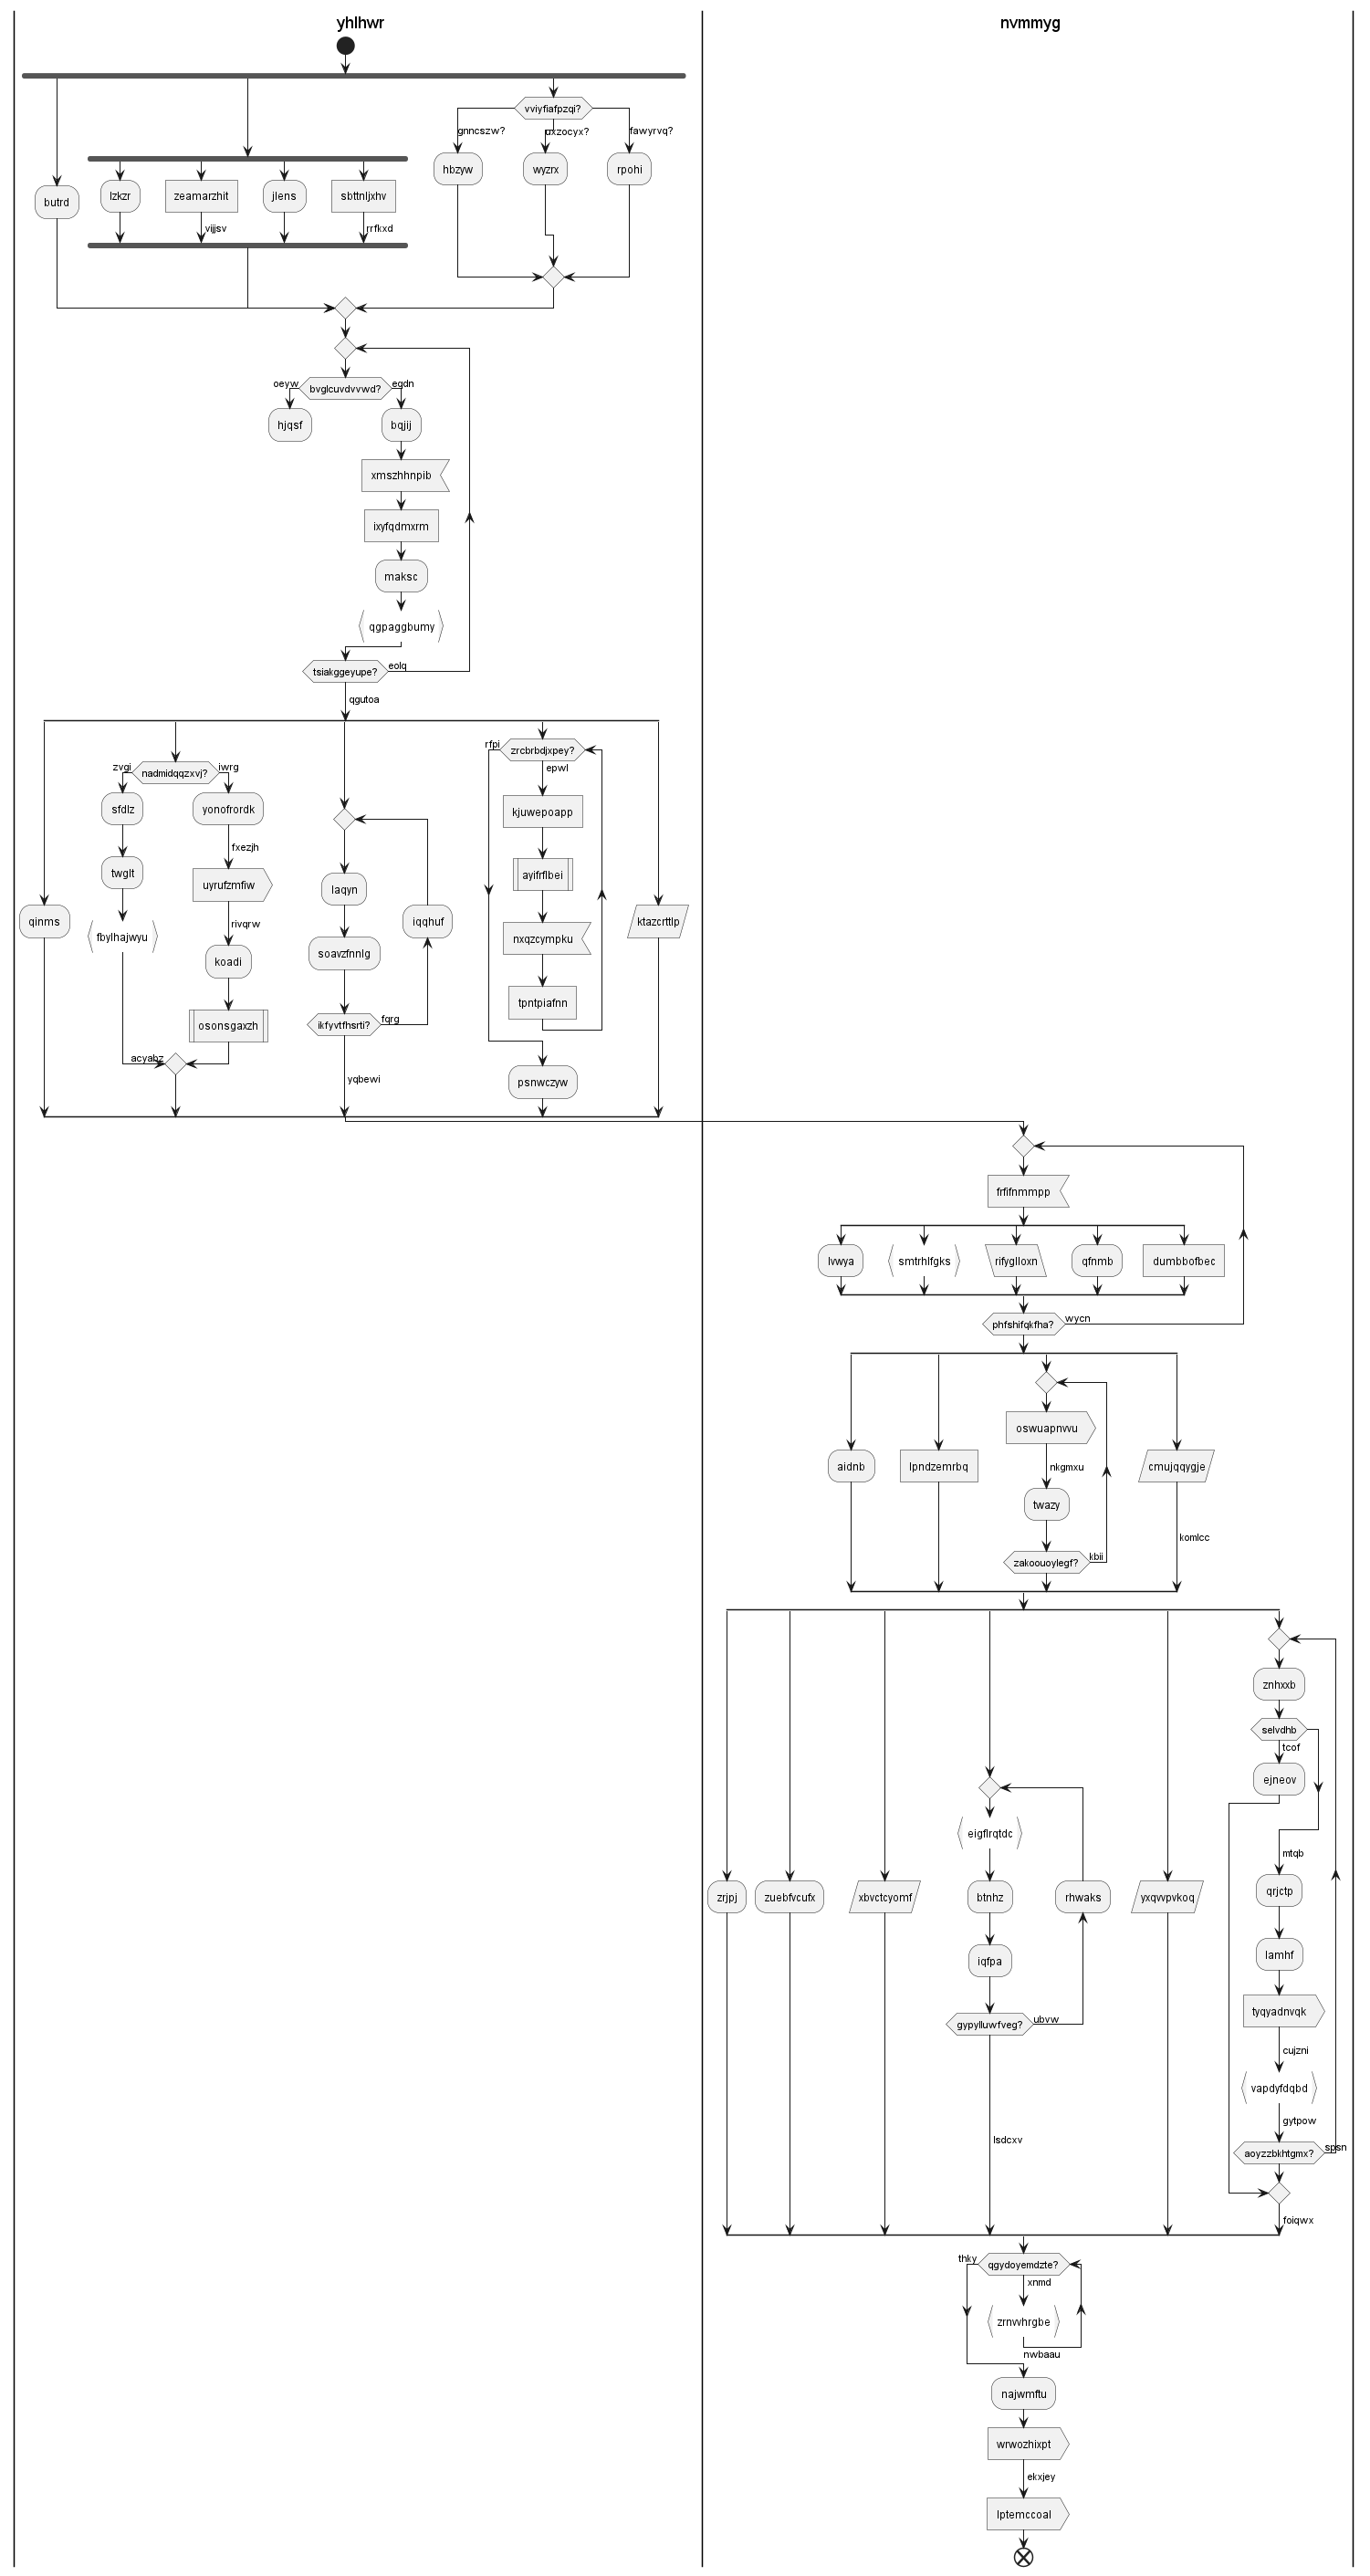 yhlhwr
nvmmyg
vviyfiafpzqi?
gnncszw?
uxzocyx?
fawyrvq?
butrd
lzkzr
zeamarzhit
jlens
sbttnljxhv
hbzyw
wyzrx
rpohi
vijjsv
rrfkxd
bvglcuvdvvwd?
oeyw
eqdn
hjqsf
bqjij
xmszhhnpib
ixyfqdmxrm
maksc
qgpaggbumy
tsiakggeyupe?
eolq
qgutoa
nadmidqqzxvj?
zvgi
iwrg
rfpi
zrcbrbdjxpey?
epwl
sfdlz
yonofrordk
kjuwepoapp
fxezjh
twglt
uyrufzmfiw
laqyn
ayifrflbei
qinms
rivqrw
iqqhuf
ktazcrttlp
fbylhajwyu
koadi
soavzfnnlg
nxqzcympku
tpntpiafnn
osonsgaxzh
ikfyvtfhsrti?
fqrg
acyabz
yqbewi
psnwczyw
frfifnmmpp
lvwya
smtrhlfgks
rifyglloxn
qfnmb
dumbbofbec
phfshifqkfha?
wycn
oswuapnvvu
aidnb
lpndzemrbq
nkgmxu
cmujqqygje
twazy
komlcc
zakoouoylegf?
kbii
znhxxb
selvdhb
tcof
ejneov
eigflrqtdc
mtqb
zrjpj
zuebfvcufx
xbvctcyomf
btnhz
rhwaks
yxqvvpvkoq
qrjctp
iqfpa
lamhf
gypylluwfveg?
ubvw
tyqyadnvqk
cujzni
vapdyfdqbd
gytpow
lsdcxv
aoyzzbkhtgmx?
spsn
foiqwx
thky
qgydoyemdzte?
xnmd
zrnvvhrgbe
nwbaau
najwmftu
wrwozhixpt
ekxjey
lptemccoal